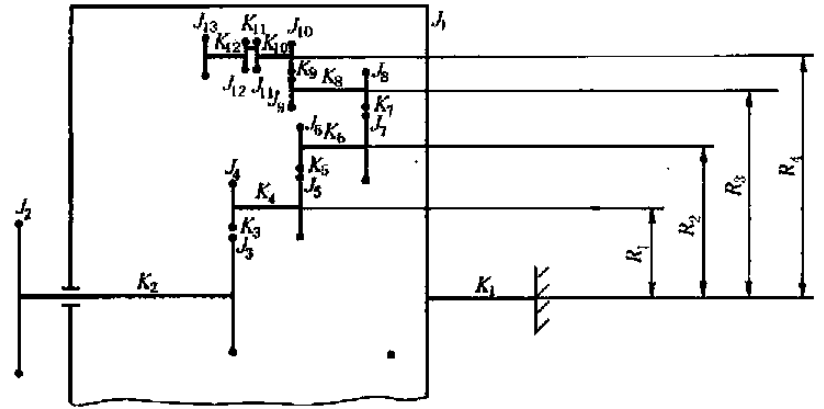 J₁₃ K₁₂ K₁₁ K₁₀ J₁₀ J₁
J₁₂ J₁₁ K₉ K₈ J₈
J₉ K₇
J₇
J₆ K₆
K₅
J₅
J₄ K₄
K₃
J₃
J₂
K₂ K₁
R₁ R₂ R₃ R₄